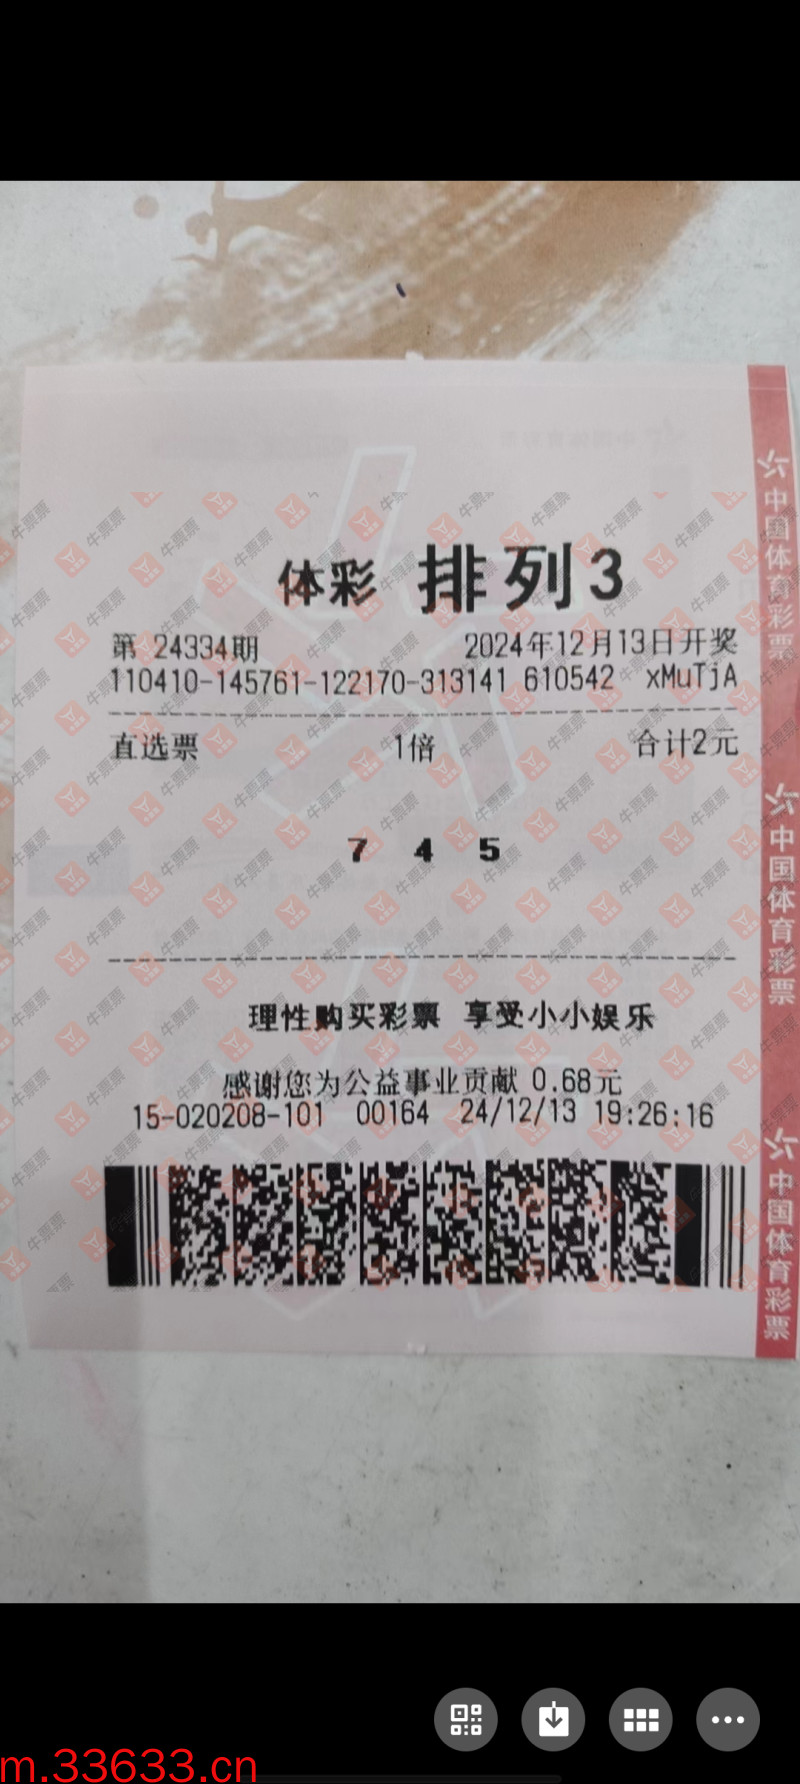 体彩 排列3
第 24334期 2024年12月13日开奖
110410-145761-122170-313141 610542 xMuTjA
直选票 1倍 合计2元
7 4 5
理性购买彩票 享受小小娱乐
感谢您为公益事业贡献 0.68元
15-020208-101 00164 24/12/13 19:26:16
中国体育彩票
中国体育彩票
中国体育彩票
牛票票
m.33633.cn